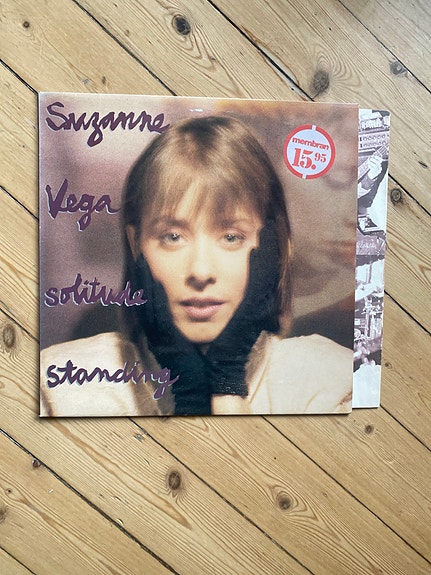 Suzanne
Vega
solitude
standing
membran
15.95